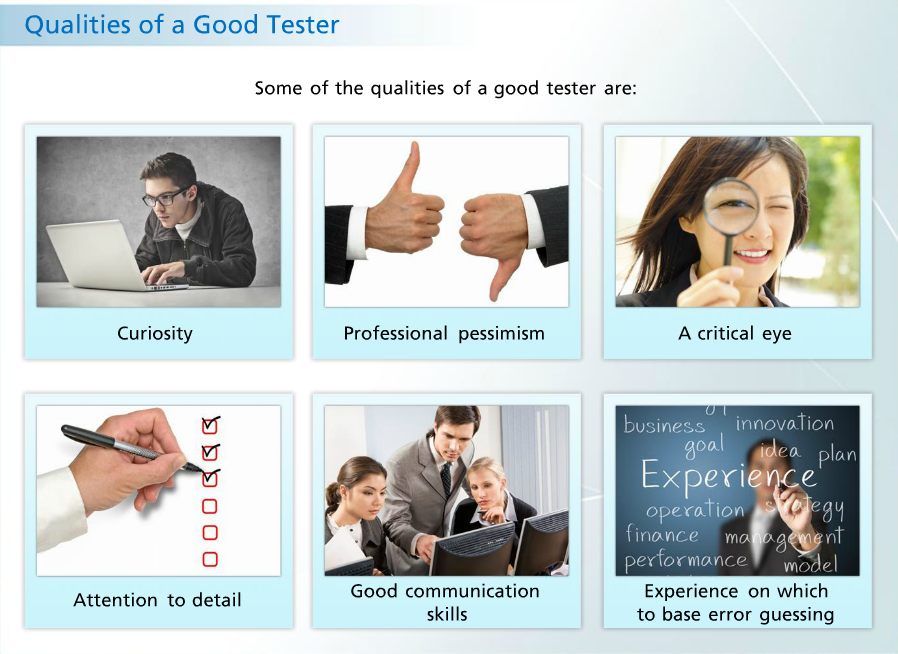 Qualities of a Good Tester
Some of the qualities of a good tester are:
Curiosity
Professional pessimism
A critical eye
business innovation
goal idea plan
Experience
operation strategy
finance management
performance model
Attention to detail
Good communication
skills
Experience on which
to base error guessing